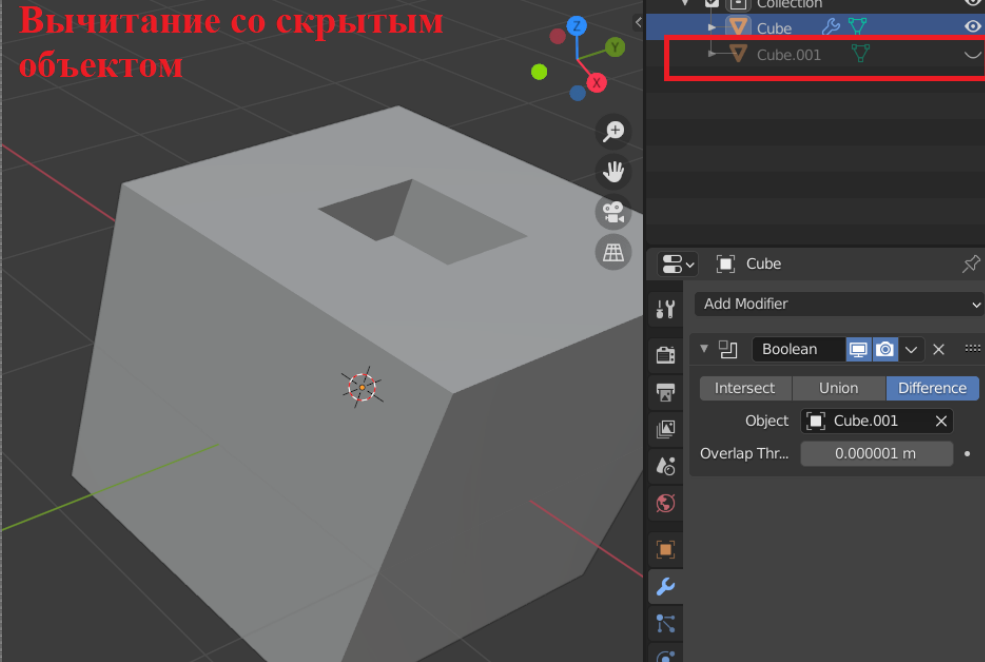 Вычитание со скрытым
объектом
Z
Y
X
Collection
Cube
Cube.001
Cube
Add Modifier
Boolean
Intersect Union Difference
Object Cube.001
Overlap Thr... 0.000001 m